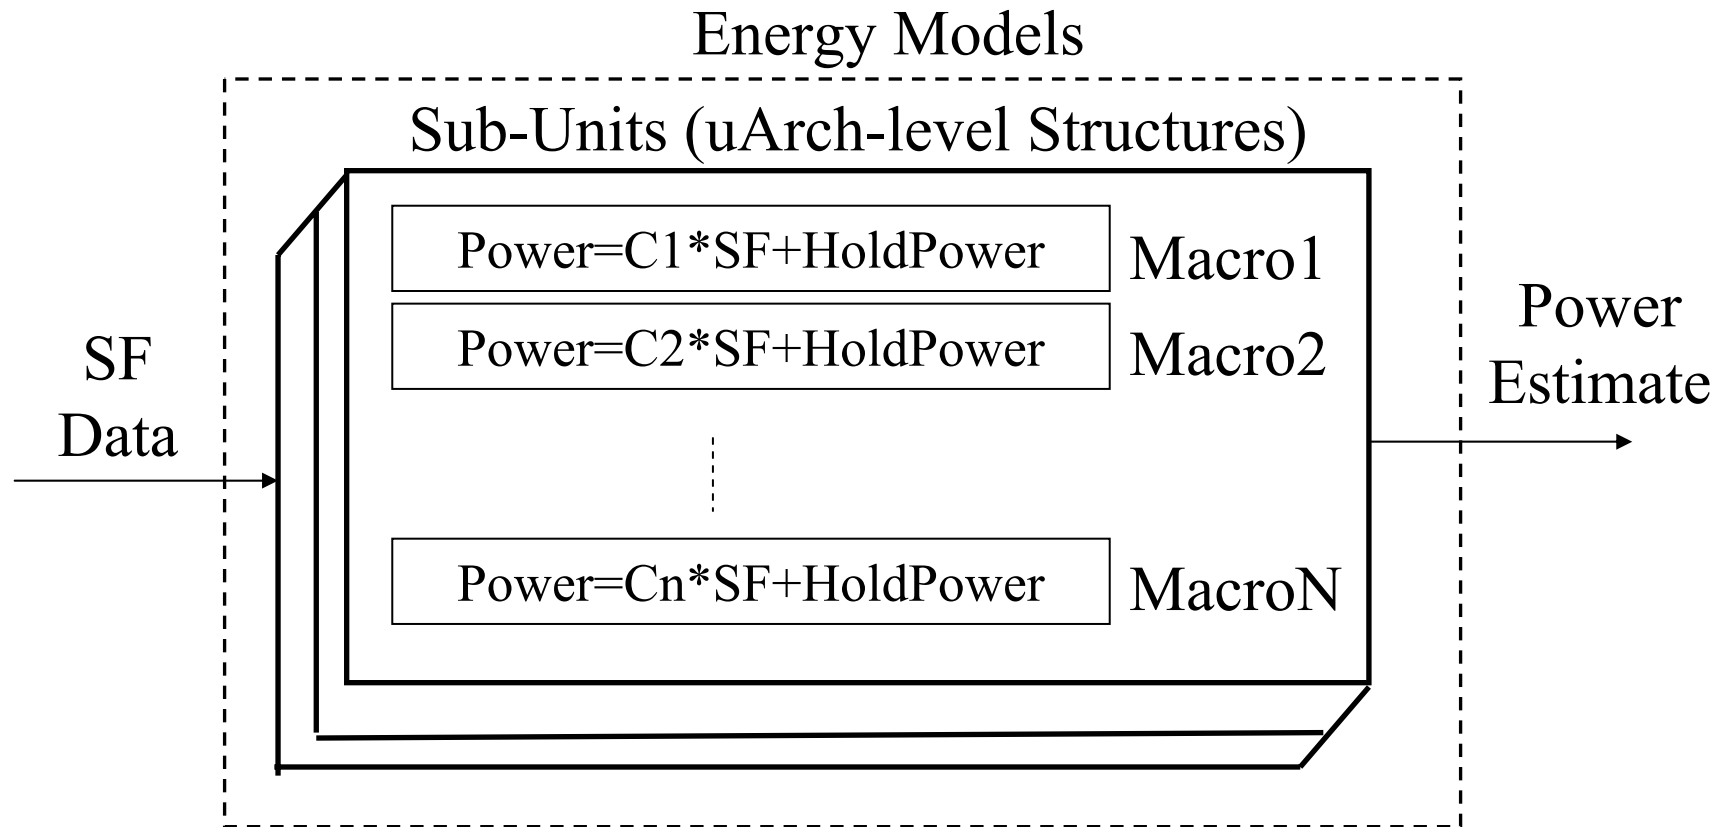 Energy Models
Sub-Units (uArch-level Structures)
Power=C1*SF+HoldPower
Macro1
Power=C2*SF+HoldPower
Macro2
Power=Cn*SF+HoldPower
MacroN
SF
Data
Power
Estimate